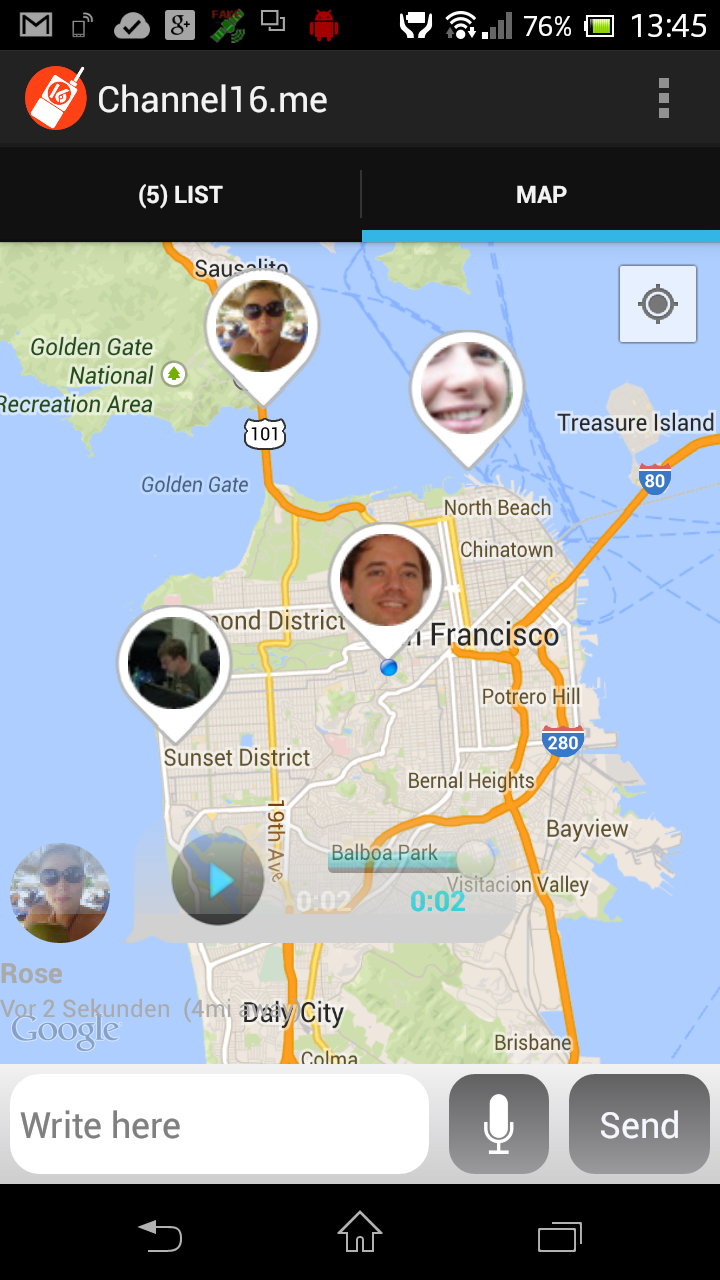 FAKE
76%
13:45
Channel16.me
(5) LIST
MAP
Sausalito
Golden Gate
National
Recreation Area
101
Treasure Island
80
Golden Gate
North Beach
Chinatown
mond District
n Francisco
Potrero Hill
280
Sunset District
Bernal Heights
19th Ave
Bayview
Balboa Park
Visitacion Valley
0:02
0:02
Rose
Vor 2 Sekunden (4mi away)
Google
Daly City
Brisbane
Colma
Write here
Send